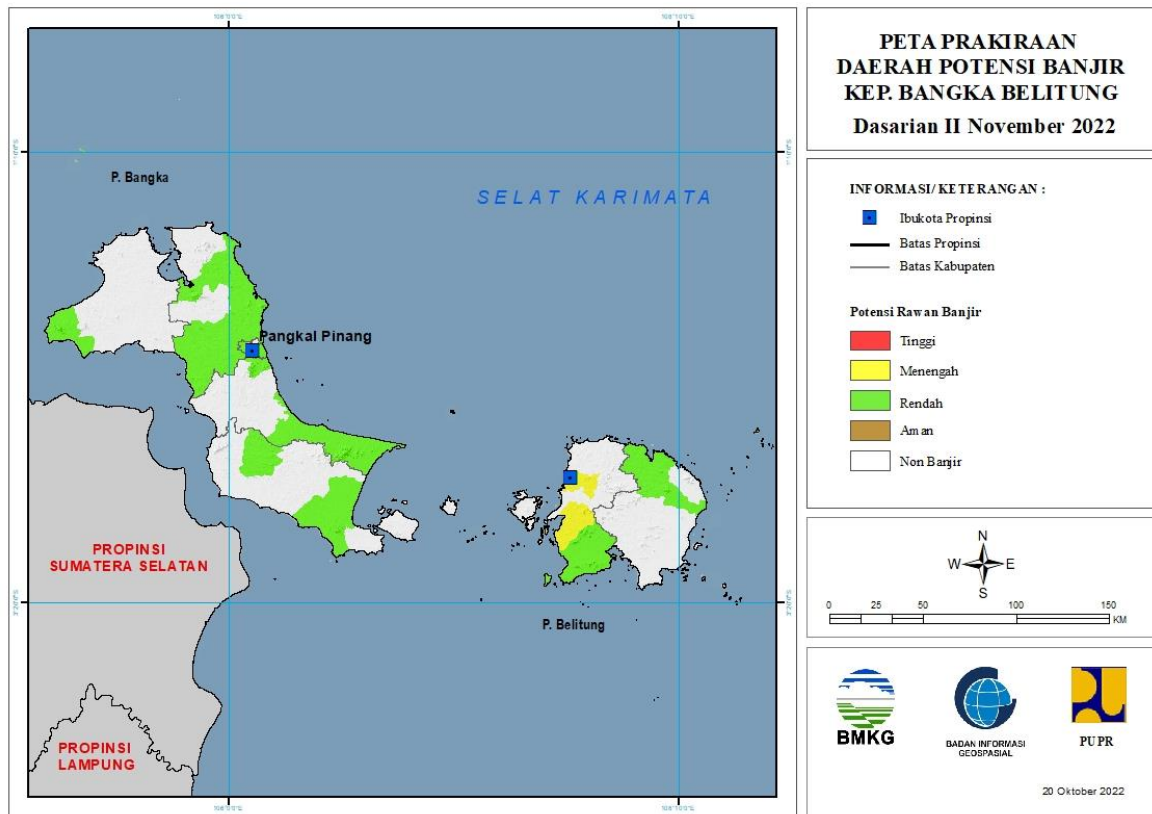 PETA PRAKIRAAN
DAERAH POTENSI BANJIR
KEP. BANGKA BELITUNG
Dasarian II November 2022
P. Bangka
SELAT KARIMATA
Pangkal Pinang
PROPINSI
SUMATERA SELATAN
P. Belitung
PROPINSI
LAMPUNG
INFORMASI/ KETERANGAN :
Ibukota Propinsi
Batas Propinsi
Batas Kabupaten
Potensi Rawan Banjir
Tinggi
Menengah
Rendah
Aman
Non Banjir
N
W E
S
0 25 50 100 150
KM
BMKG
BADAN INFORMASI
GEOSPASIAL
PUPR
20 Oktober 2022